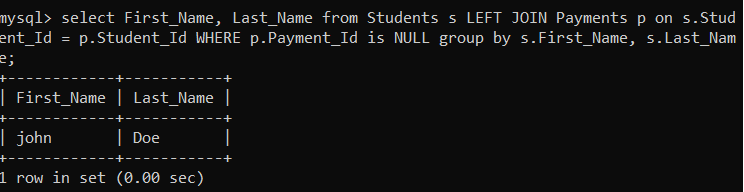 mysql> select First_Name, Last_Name from Students s LEFT JOIN Payments p on s.Stud
ent_Id = p.Student_Id WHERE p.Payment_Id is NULL group by s.First_Name, s.Last_Nam
e;
+------------+-----------+
| First_Name | Last_Name |
+------------+-----------+
| john       | Doe       |
+------------+-----------+
1 row in set (0.00 sec)